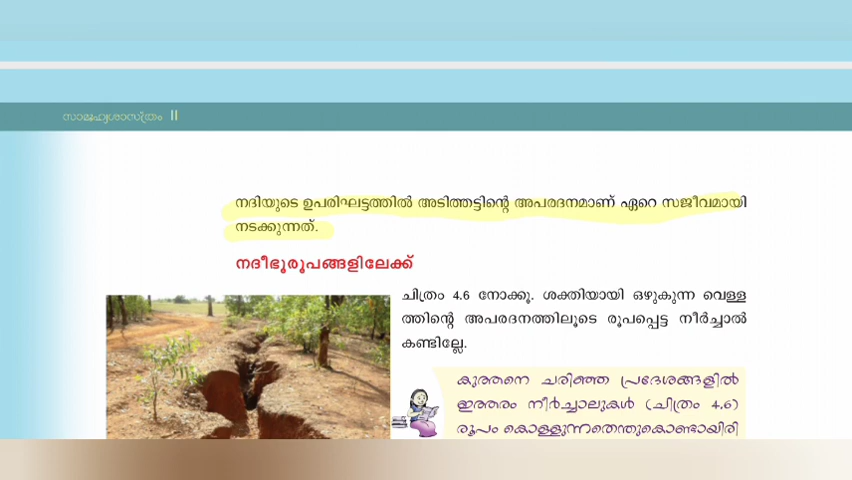 സാമൂഹ്യശാസ്ത്രം II
നദിയുടെ ഉപരിഘട്ടത്തിൽ അടിത്തട്ടിന്റെ അപരദനമാണ് ഏറെ സജീവമായി
നടക്കുന്നത്.
നദീഭൂരൂപങ്ങളിലേക്ക്
ചിത്രം 4.6 നോക്കൂ. ശക്തിയായി ഒഴുകുന്ന വെള്ള
ത്തിന്റെ അപരദനത്തിലൂടെ രൂപപ്പെട്ട നീർച്ചാൽ
കണ്ടില്ലേ.
കുത്തനെ ചരിഞ്ഞ പ്രദേശങ്ങളിൽ
ഇത്തരം നീർച്ചാലുകൾ (ചിത്രം 4.6)
രൂപം കൊള്ളുന്നതെന്തുകൊണ്ടായിരി